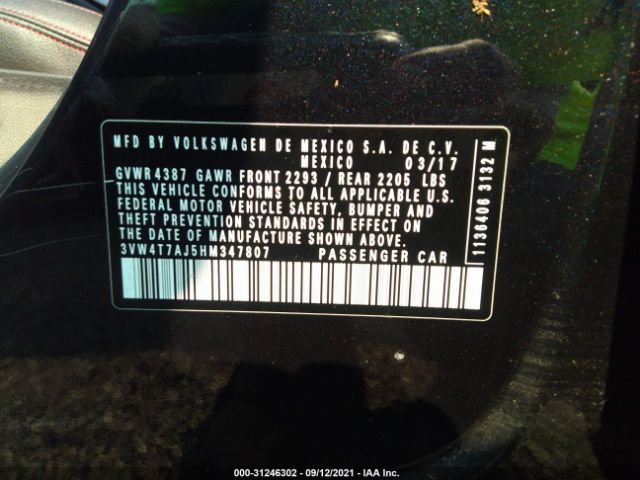 MFD BY VOLKSWAGEN DE MEXICO S.A. DE C.V.
MEXICO 03/17
GVWR 4387 GAWR FRONT 2293 / REAR 2205 LBS
THIS VEHICLE CONFORMS TO ALL APPLICABLE U.S.
FEDERAL MOTOR VEHICLE SAFETY, BUMPER AND
THEFT PREVENTION STANDARDS IN EFFECT ON
DATE OF MANUFACTURE SHOWN ABOVE.
3VW4T7AJ5HM347807 PASSENGER CAR
1136406 3132 M
000-31246302 - 09/12/2021 - IAA Inc.